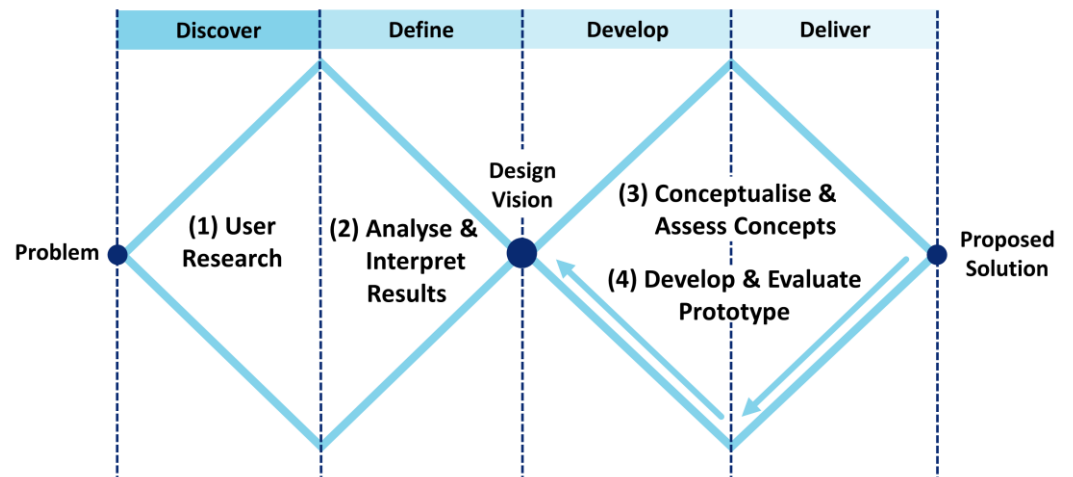 Discover
Define
Develop
Deliver
Problem
(1) User
Research
(2) Analyse &
Interpret
Results
Design
Vision
(3) Conceptualise &
Assess Concepts
(4) Develop & Evaluate
Prototype
Proposed
Solution